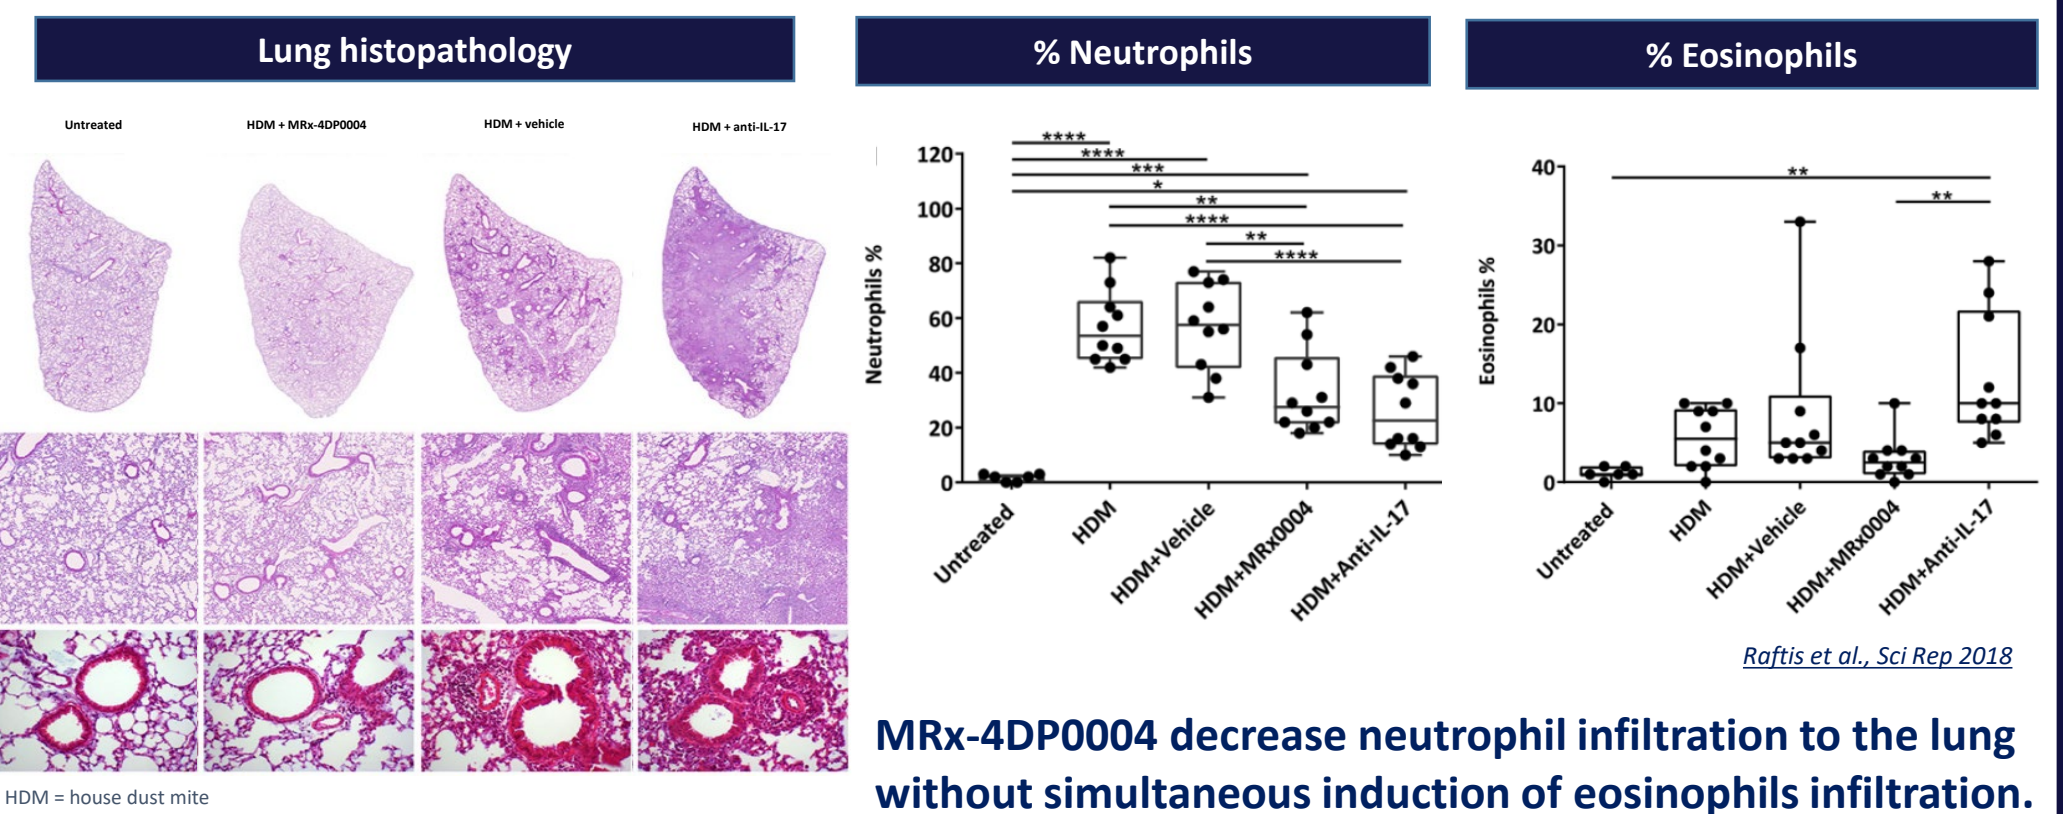 Lung histopathology
% Neutrophils
% Eosinophils
Untreated
HDM + MRx-4DP0004
HDM + vehicle
HDM + anti-IL-17
****
****
***
*
**
****
**
****
120
100
80
60
40
20
0
Neutrophils %
Untreated
HDM
HDM+Vehicle
HDM+MRx0004
HDM+Anti-IL-17
**
**
40
30
20
10
0
Eosinophils %
Untreated
HDM
HDM+Vehicle
HDM+MRx0004
HDM+Anti-IL-17
Raftis et al., Sci Rep 2018
MRx-4DP0004 decrease neutrophil infiltration to the lung
without simultaneous induction of eosinophils infiltration.
HDM = house dust mite